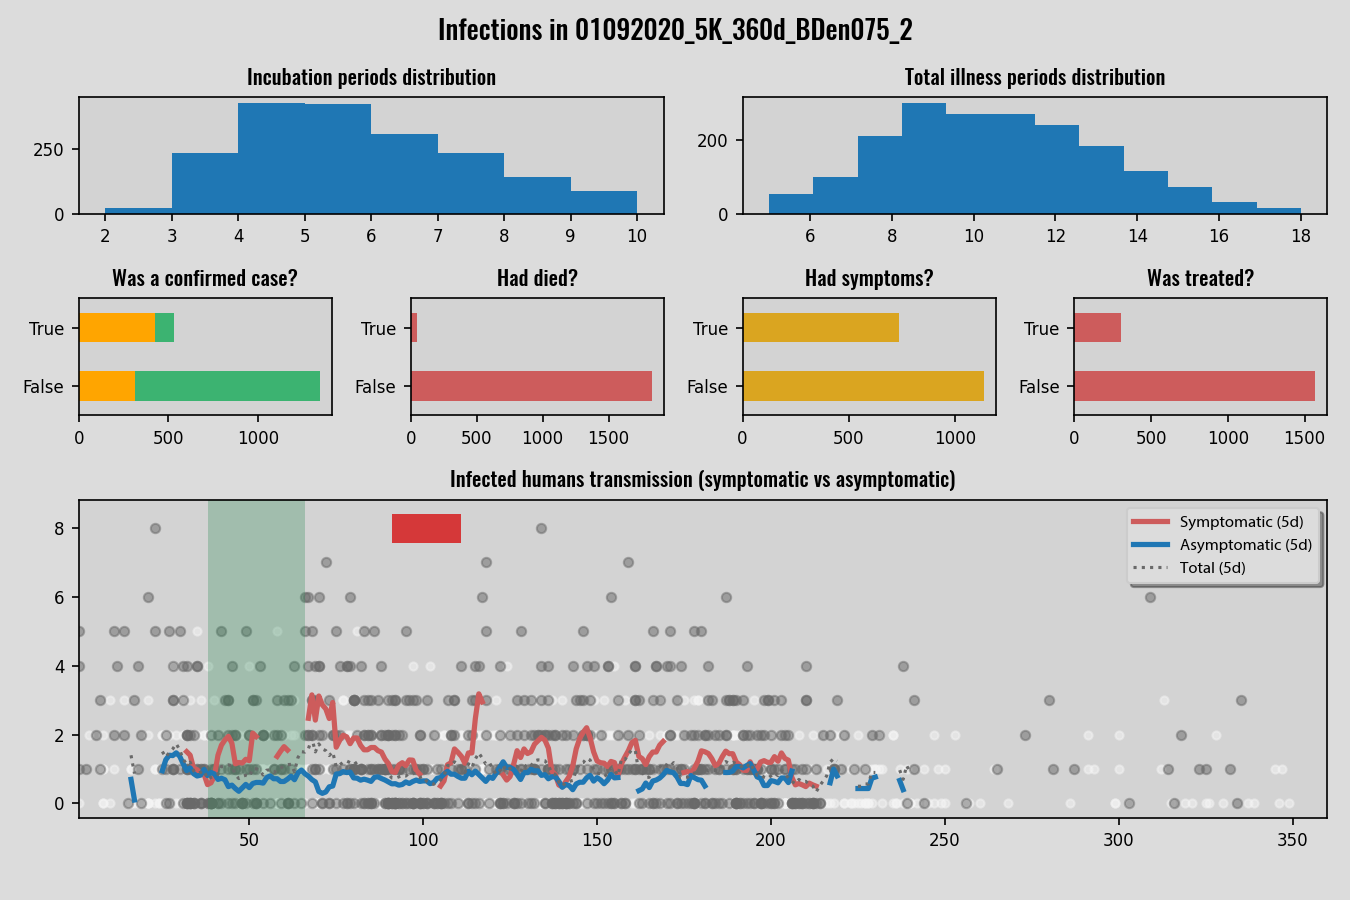 Infections in 01092020_5K_360d_BDen075_2
Incubation periods distribution
Total illness periods distribution
250
0
2 3 4 5 6 7 8 9 10
200
0
6 8 10 12 14 16 18
Was a confirmed case?
Had died?
Had symptoms?
Was treated?
True
False
0 500 1000
True
False
0 500 1000 1500
True
False
0 500 1000
True
False
0 500 1000 1500
Infected humans transmission (symptomatic vs asymptomatic)
8
6
4
2
0
Symptomatic (5d)
Asymptomatic (5d)
Total (5d)
50 100 150 200 250 300 350